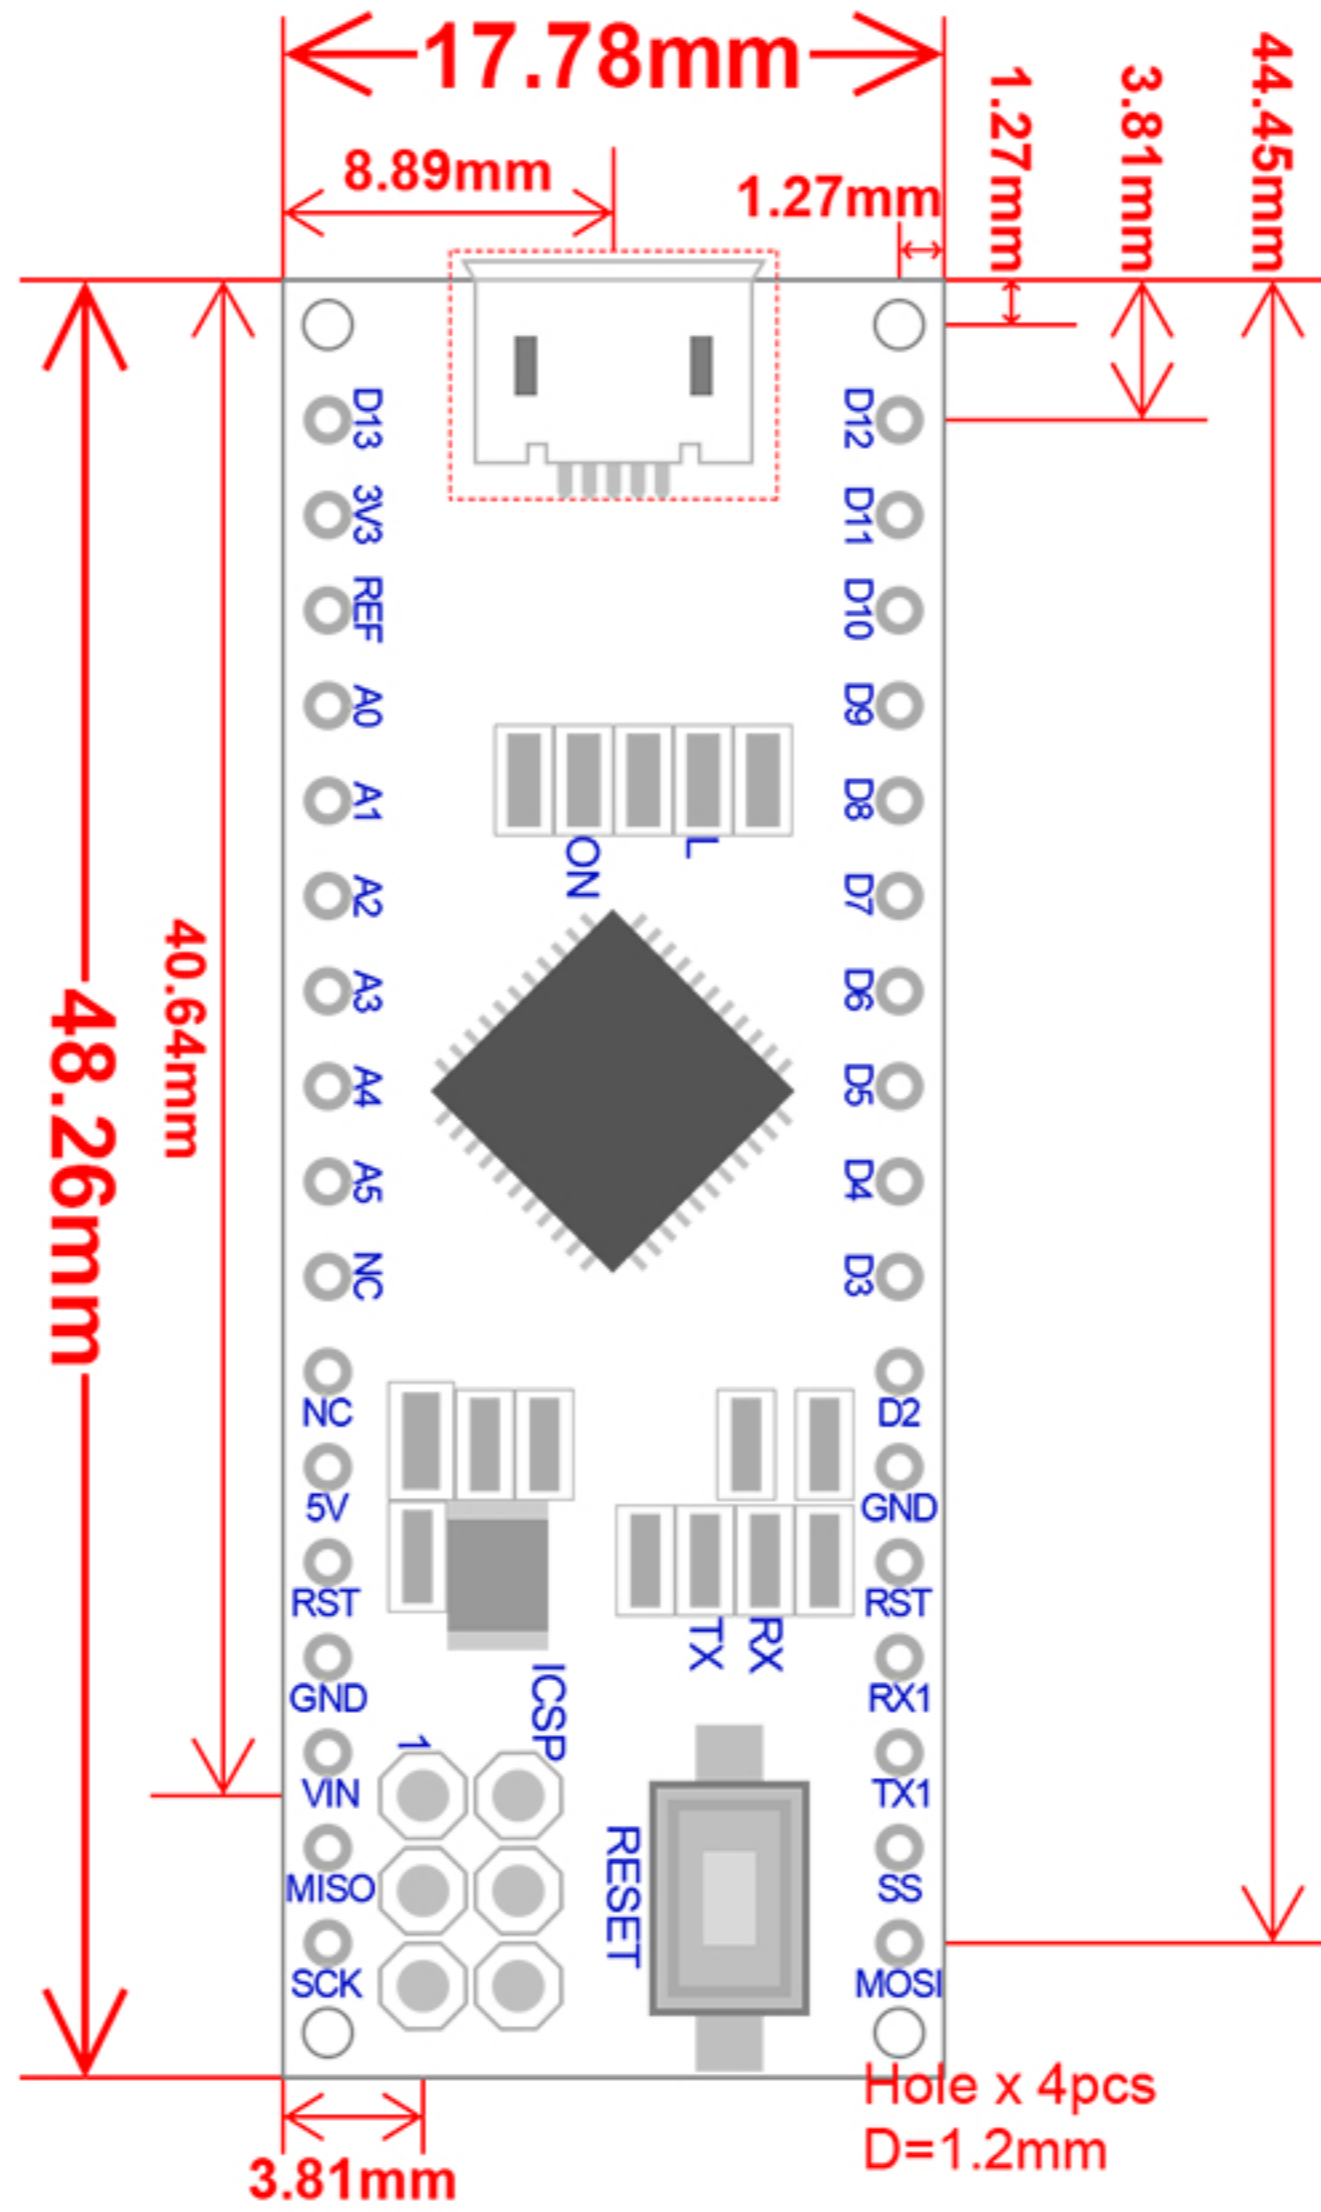 17.78mm
8.89mm
1.27mm
1.27mm
3.81mm
44.45mm
48.26mm
40.64mm
D13
D12
3V3
D11
REF
D10
A0
D9
A1
D8
ON
L
A2
D7
A3
D6
A4
D5
A5
D4
NC
D3
NC
D2
5V
GND
RST
RST
TX
RX
GND
RX1
ICSP
1
VIN
TX1
RESET
MISO
SS
SCK
MOSI
Hole x 4pcs
D=1.2mm
3.81mm